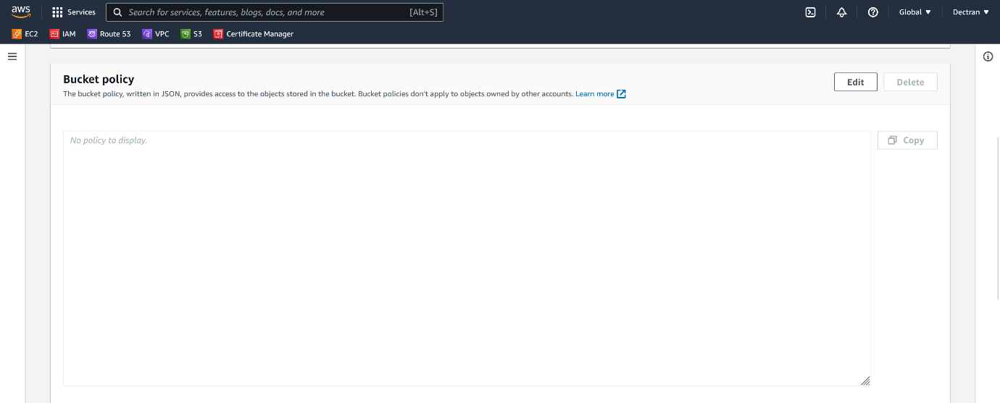 aws Services Search for services, features, blogs, docs, and more [Alt+S] Global ▼ Dectran ▼
EC2 IAM Route 53 VPC S3 Certificate Manager
Bucket policy
Edit Delete
The bucket policy, written in JSON, provides access to the objects stored in the bucket. Bucket policies don't apply to objects owned by other accounts. Learn more
No policy to display.
Copy